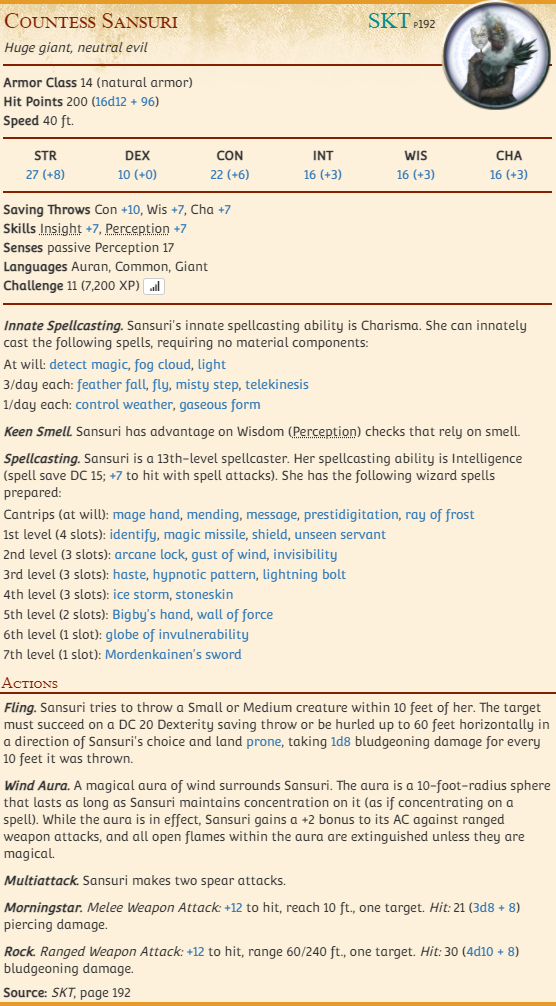 Countess Sansuri SKT p192
Huge giant, neutral evil
Armor Class 14 (natural armor)
Hit Points 200 (16d12 + 96)
Speed 40 ft.
STR DEX CON INT WIS CHA
27 (+8) 10 (+0) 22 (+6) 16 (+3) 16 (+3) 16 (+3)
Saving Throws Con +10, Wis +7, Cha +7
Skills Insight +7, Perception +7
Senses passive Perception 17
Languages Auran, Common, Giant
Challenge 11 (7,200 XP)
Innate Spellcasting. Sansuri's innate spellcasting ability is Charisma. She can innately
cast the following spells, requiring no material components:
At will: detect magic, fog cloud, light
3/day each: feather fall, fly, misty step, telekinesis
1/day each: control weather, gaseous form
Keen Smell. Sansuri has advantage on Wisdom (Perception) checks that rely on smell.
Spellcasting. Sansuri is a 13th-level spellcaster. Her spellcasting ability is Intelligence
(spell save DC 15; +7 to hit with spell attacks). She has the following wizard spells
prepared:
Cantrips (at will): mage hand, mending, message, prestidigitation, ray of frost
1st level (4 slots): identify, magic missile, shield, unseen servant
2nd level (3 slots): arcane lock, gust of wind, invisibility
3rd level (3 slots): haste, hypnotic pattern, lightning bolt
4th level (3 slots): ice storm, stoneskin
5th level (2 slots): Bigby's hand, wall of force
6th level (1 slot): globe of invulnerability
7th level (1 slot): Mordenkainen's sword
Actions
Fling. Sansuri tries to throw a Small or Medium creature within 10 feet of her. The target
must succeed on a DC 20 Dexterity saving throw or be hurled up to 60 feet horizontally in
a direction of Sansuri's choice and land prone, taking 1d8 bludgeoning damage for every
10 feet it was thrown.
Wind Aura. A magical aura of wind surrounds Sansuri. The aura is a 10-foot-radius sphere
that lasts as long as Sansuri maintains concentration on it (as if concentrating on a
spell). While the aura is in effect, Sansuri gains a +2 bonus to its AC against ranged
weapon attacks, and all open flames within the aura are extinguished unless they are
magical.
Multiattack. Sansuri makes two spear attacks.
Morningstar. Melee Weapon Attack: +12 to hit, reach 10 ft., one target. Hit: 21 (3d8 + 8)
piercing damage.
Rock. Ranged Weapon Attack: +12 to hit, range 60/240 ft., one target. Hit: 30 (4d10 + 8)
bludgeoning damage.
Source: SKT, page 192